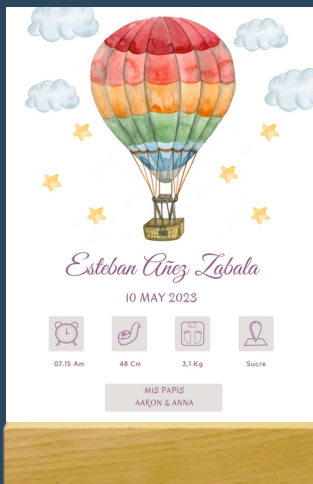 Esteban Añez Zabala
10 MAY 2023
07.15 Am
48 Cm
3,1 Kg
Sucre
MIS PAPIS
AARON & ANNA